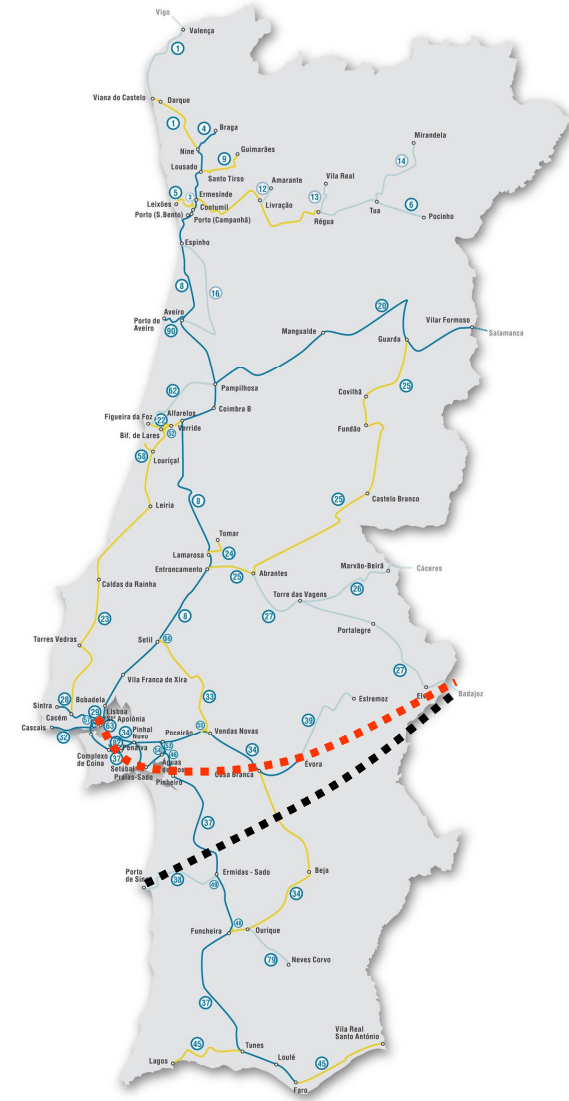 Vigo
Valença
1
Viana do Castelo
Darque
1
4
Braga
Guimarães
9
Nine
Lousado
Santo Tirso
Mirandela
14
Amarante
12
Vila Real
13
5
3
Ermesinde
Leixões
Contumil
Livração
Porto (S.Bento)
Porto (Campanhã)
Régua
Tua
6
Pocinho
Espinho
8
16
20
Aveiro
Porto de
Aveiro
90
Mangualde
Vilar Formoso
Salamanca
Guarda
62
Pampilhosa
25
Covilhã
Figueira da Foz
Alfarelos
22
Coimbra B
Bif. de Lares
Verride
Fundão
58
Louriçal
Leiria
8
25
Castelo Branco
Tomar
Lamarosa
24
Entroncamento
25
Abrantes
Marvão-Beirã
Cáceres
26
Caldas da Rainha
27
Torre das Vagens
8
23
Portalegre
Setil
Torres Vedras
33
27
Vila Franca de Xira
28
Sintra
Bobadela
Badajoz
Cacém
29
Lisboa
Estremoz
Stª Apolónia
63
39
Cascais
32
34
Pinhal
Novo
Poceirão
Vendas Novas
34
Penalva
Complexo
de Coina
37
Águas
Évora
Setúbal
Praias-Sado
Casa Branca
Pinheiro
37
Porto
38
Ermidas - Sado
Beja
34
Funcheira
Ourique
79
Neves Corvo
37
Vila Real
Santo António
45
Tunes
Lagos
Loulé
45
Faro